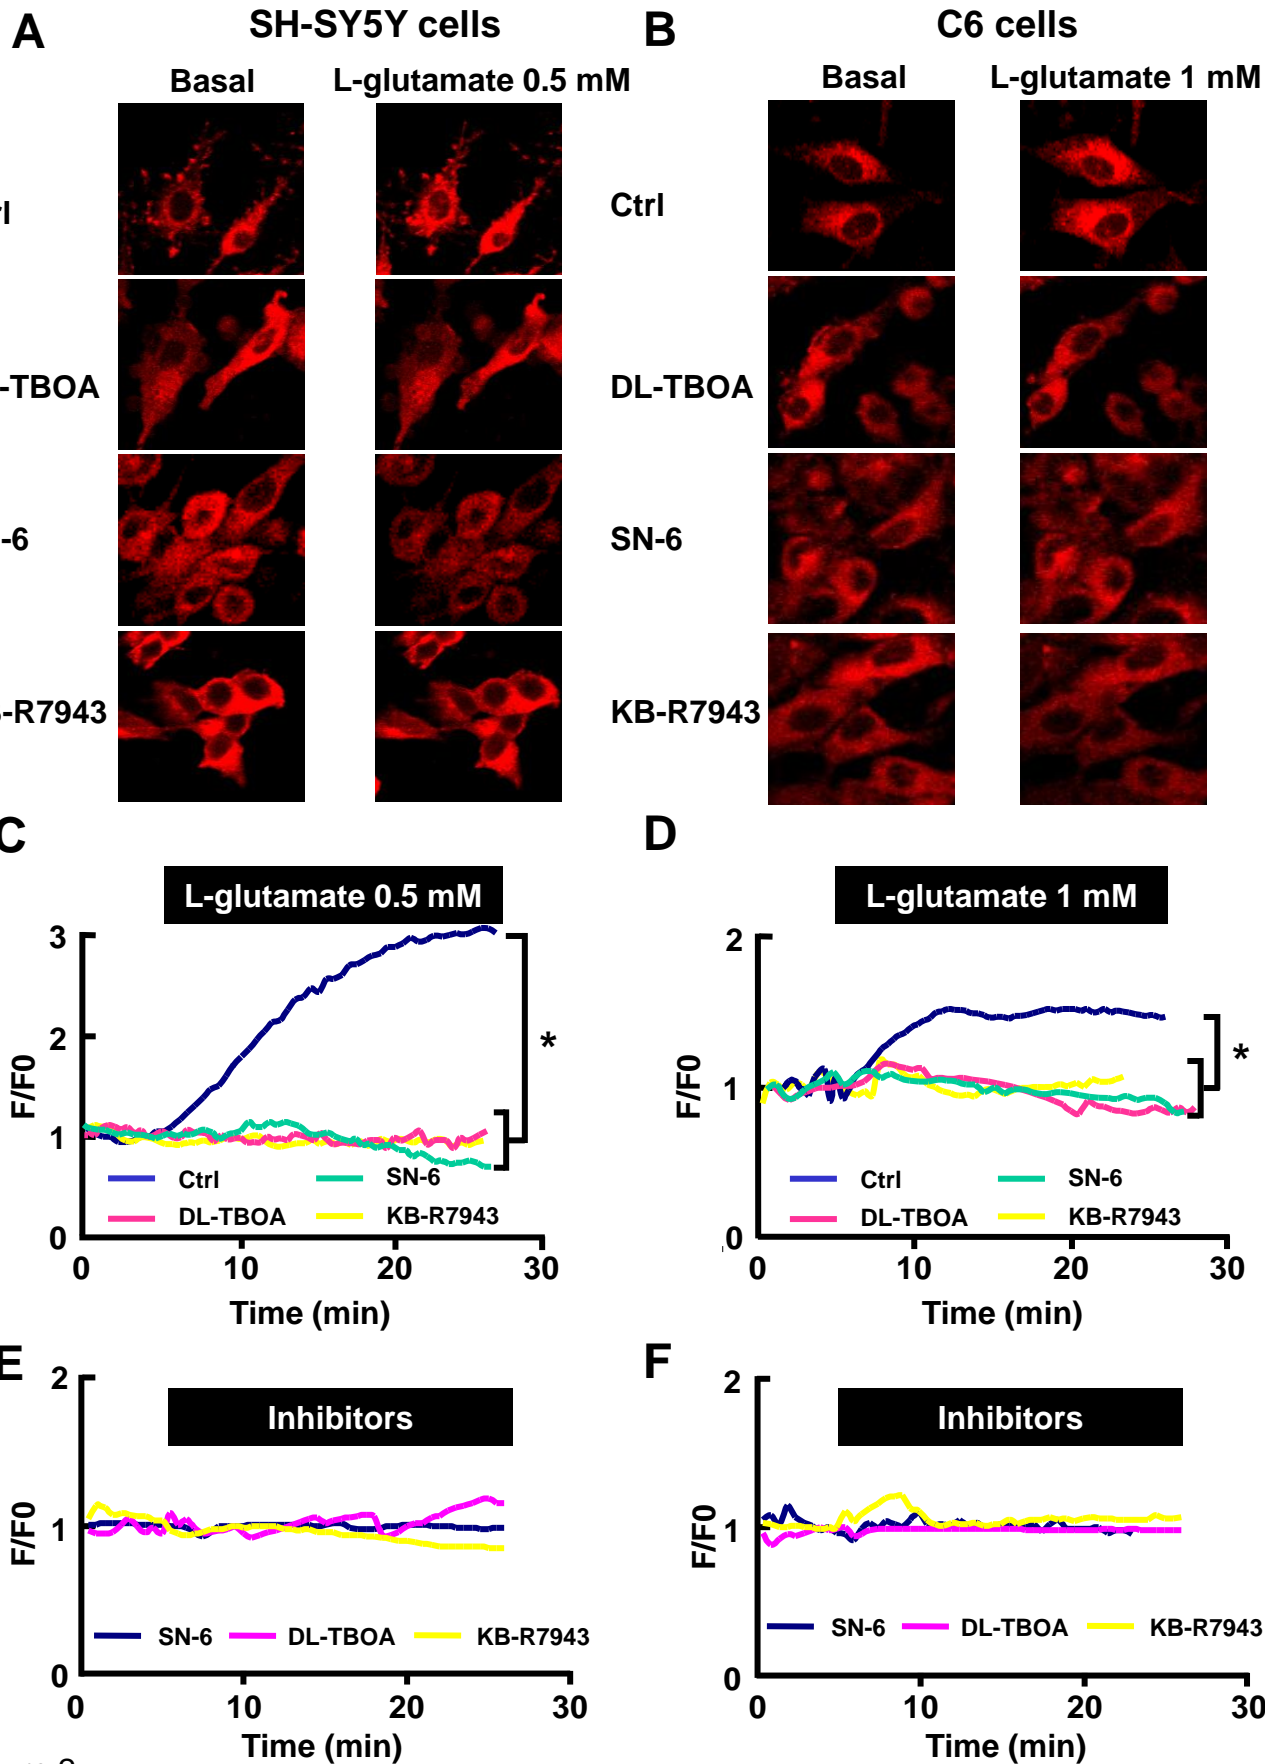 A SH-SY5Y cells B C6 cells
Basal L-glutamate 0.5 mM Basal L-glutamate 1 mM
rl Ctrl
-TBOA DL-TBOA
-6 SN-6
-R7943 KB-R7943
C D
L-glutamate 0.5 mM
3
2
1
0
F/F0
*
Ctrl SN-6
DL-TBOA KB-R7943
0 10 20 30
Time (min)
L-glutamate 1 mM
2
1
0
F/F0
*
Ctrl SN-6
DL-TBOA KB-R7943
0 10 20 30
Time (min)
E F
Inhibitors
2
1
0
F/F0
SN-6 DL-TBOA KB-R7943
0 10 20 30
Time (min)
Inhibitors
2
1
0
F/F0
SN-6 DL-TBOA KB-R7943
0 10 20 30
Time (min)